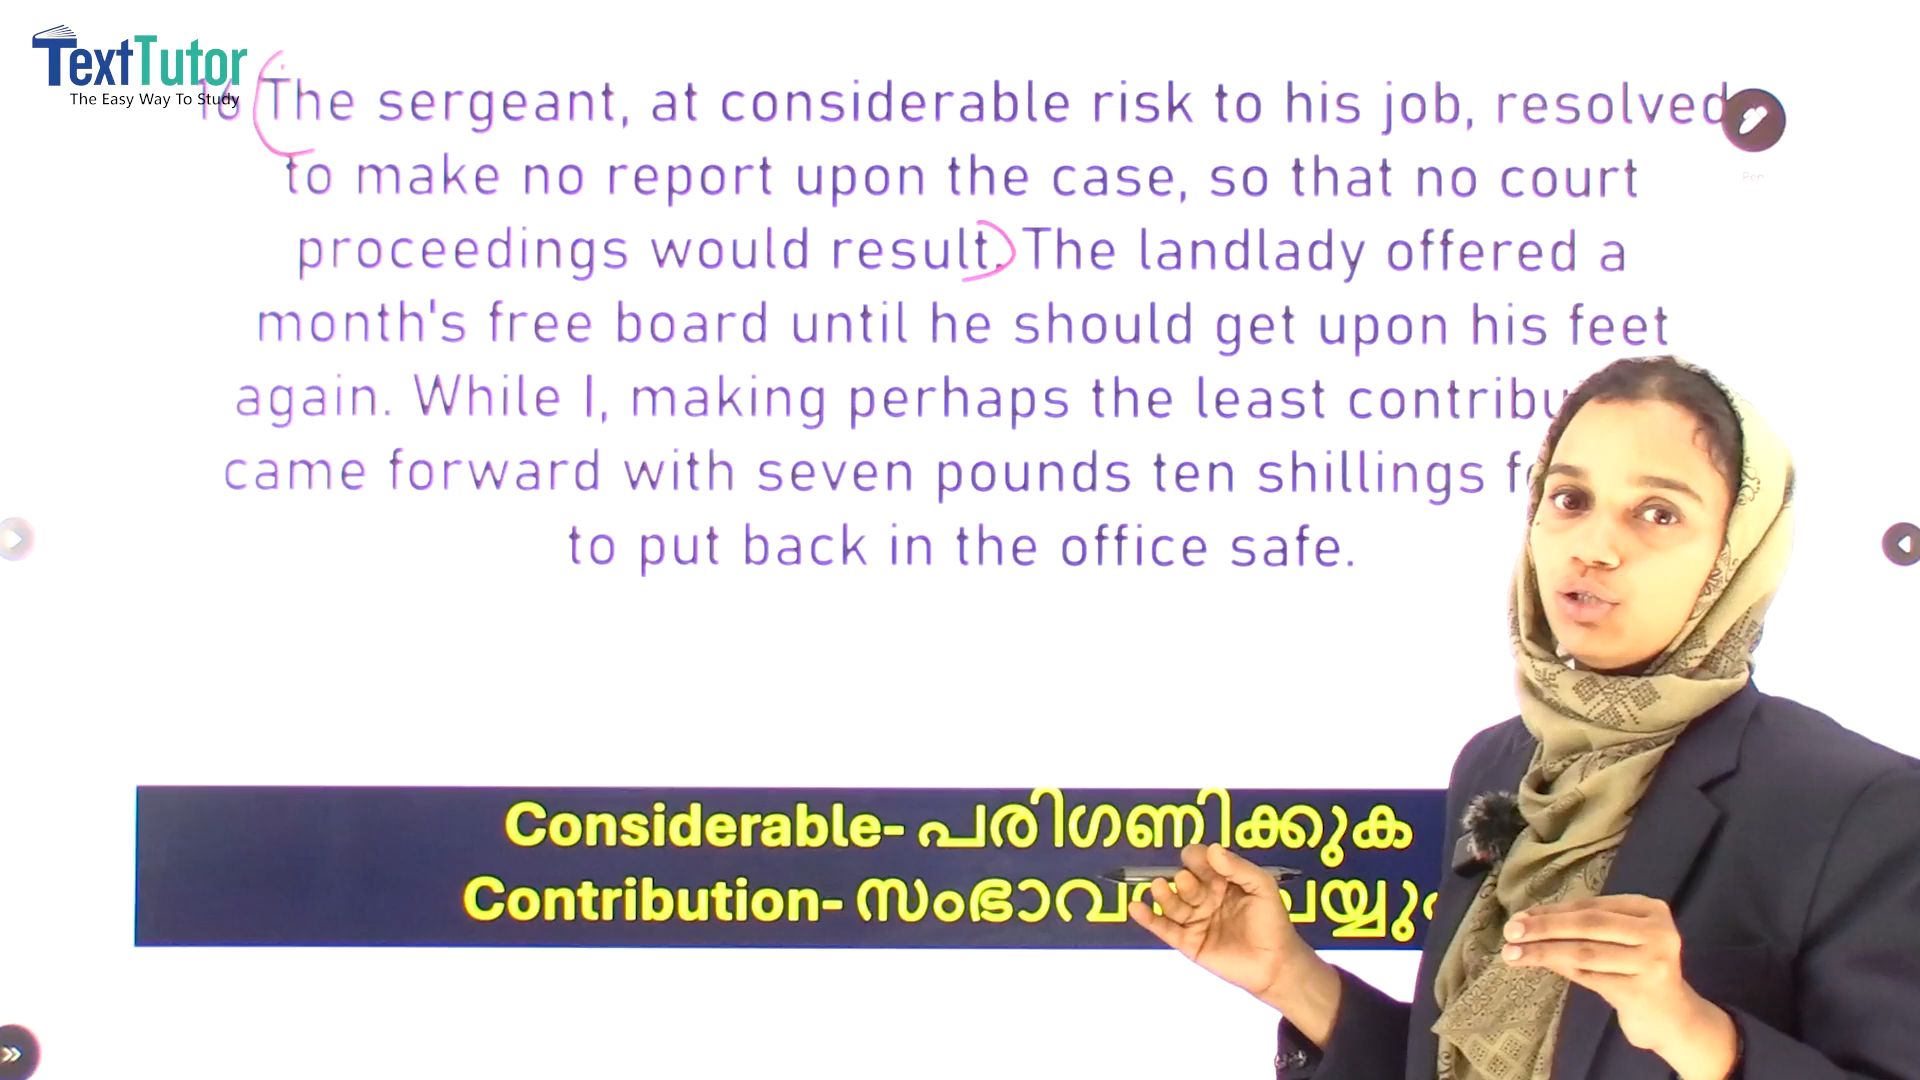 TextTutor
The Easy Way To Study
16 The sergeant, at considerable risk to his job, resolved
to make no report upon the case, so that no court
proceedings would result. The landlady offered a
month's free board until he should get upon his feet
again. While I, making perhaps the least
came forward with seven pounds ten shillings
to put back in the office safe.
Pen
Considerable- പരിഗണിക്കുക
Contribution-